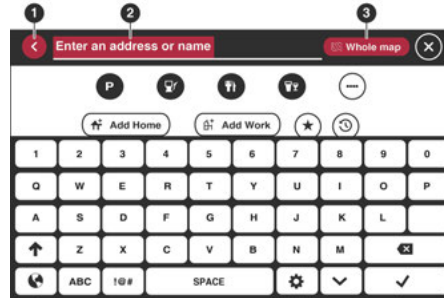 1 2 3
Enter an address or name Whole map
P
Add Home Add Work
1 2 3 4 5 6 7 8 9 0
Q W E R T Y U I O P
A S D F G H J K L
Z X C V B N M
ABC !@# SPACE